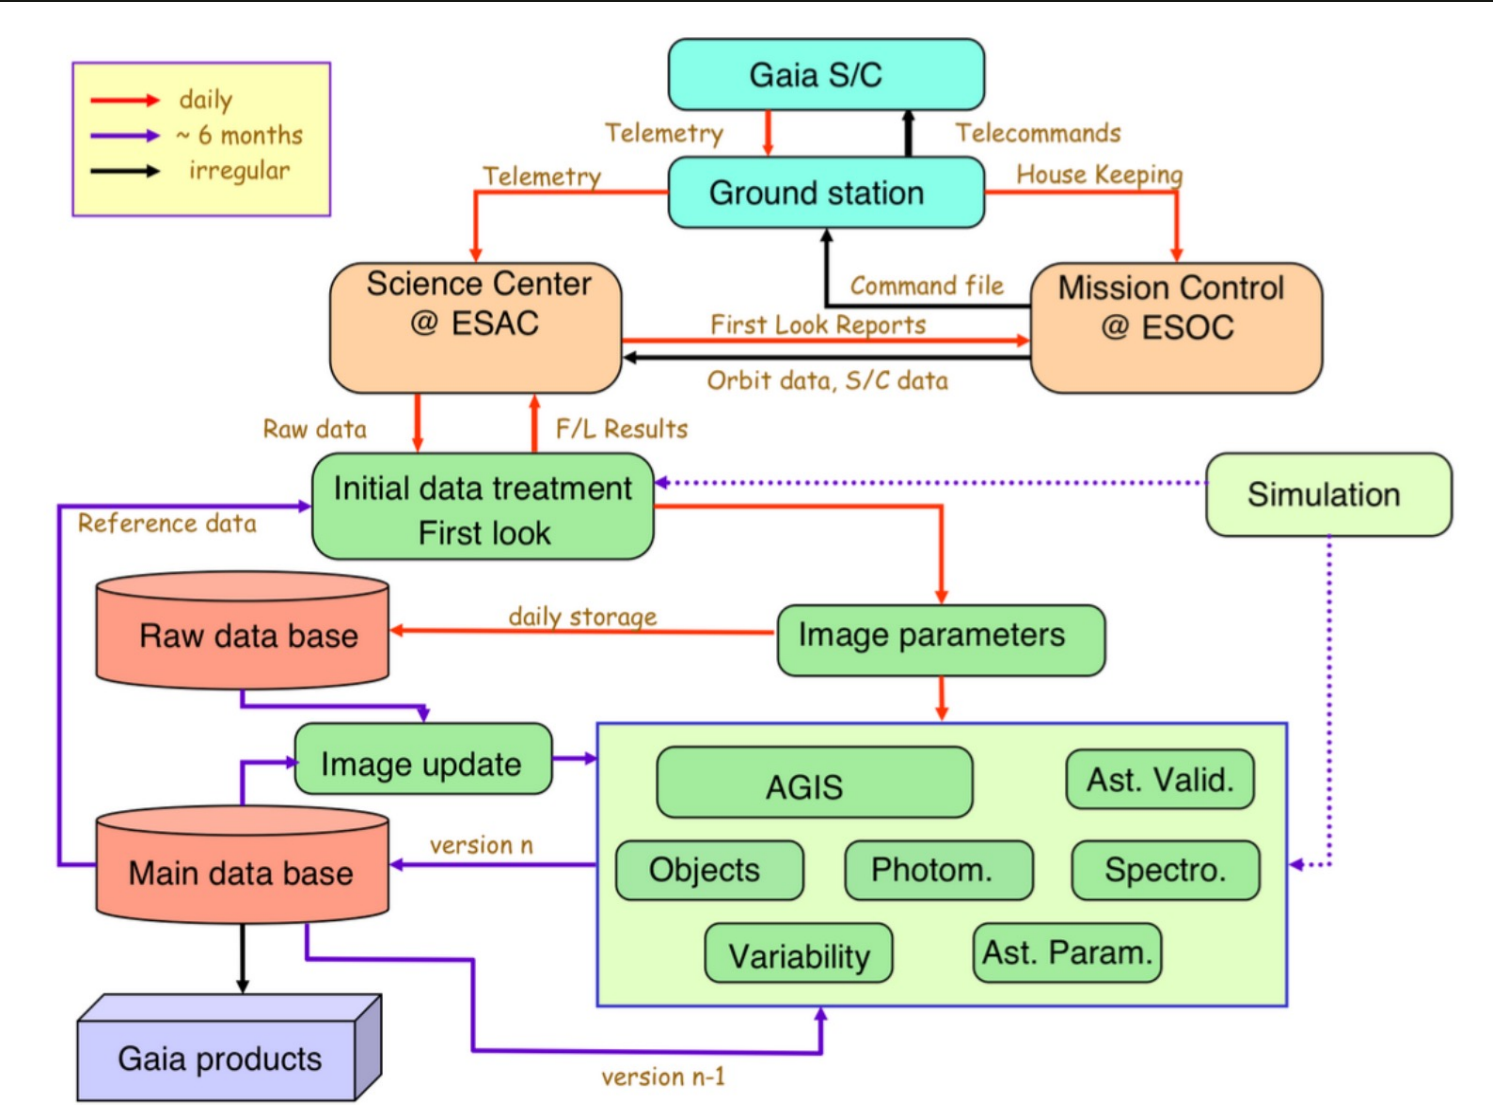 Gaia S/C
daily
~ 6 months
irregular
Telemetry
Telecommands
Telemetry
House Keeping
Ground station
Science Center
@ ESAC
Command file
Mission Control
@ ESOC
First Look Reports
Orbit data, S/C data
Raw data
F/L Results
Initial data treatment
First look
Simulation
Reference data
Raw data base
daily storage
Image parameters
Image update
AGIS
Ast. Valid.
version n
Main data base
Objects
Photom.
Spectro.
Variability
Ast. Param.
Gaia products
version n-1